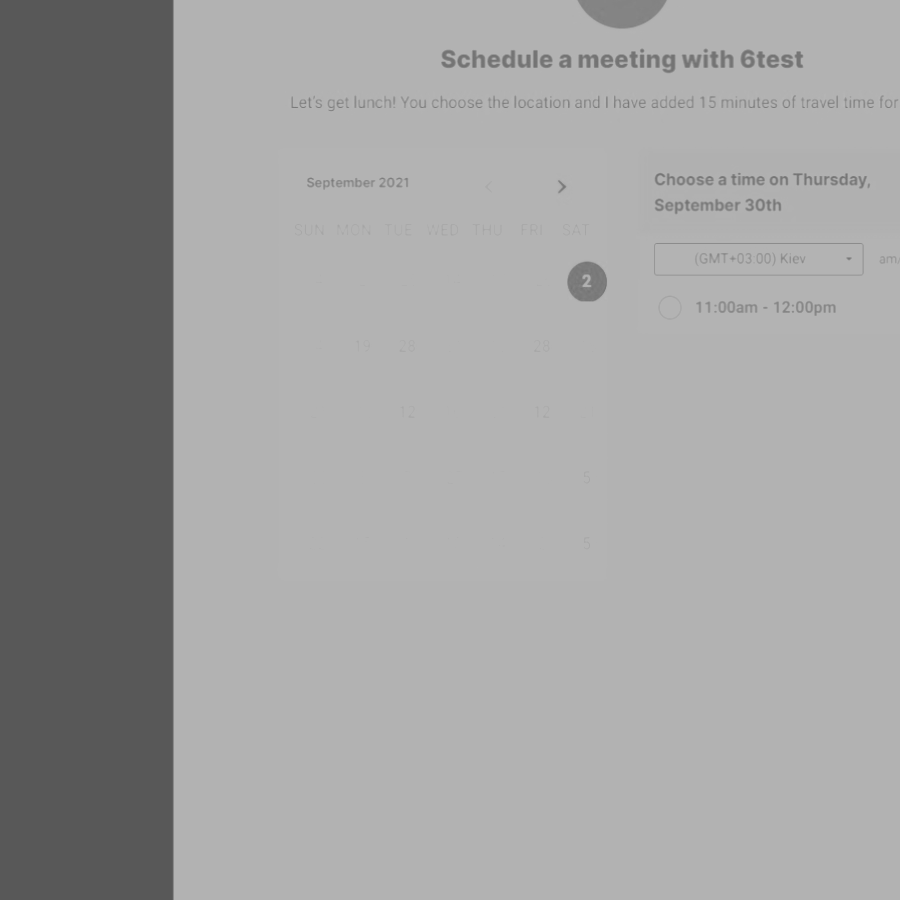 Schedule a meeting with 6test
Let's get lunch! You choose the location and I have added 15 minutes of travel time for
September 2021
SUN MON TUE WED THU FRI SAT
2
19 28 28
12 12
5
5
Choose a time on Thursday,
September 30th
(GMT+03:00) Kiev am/
11:00am - 12:00pm